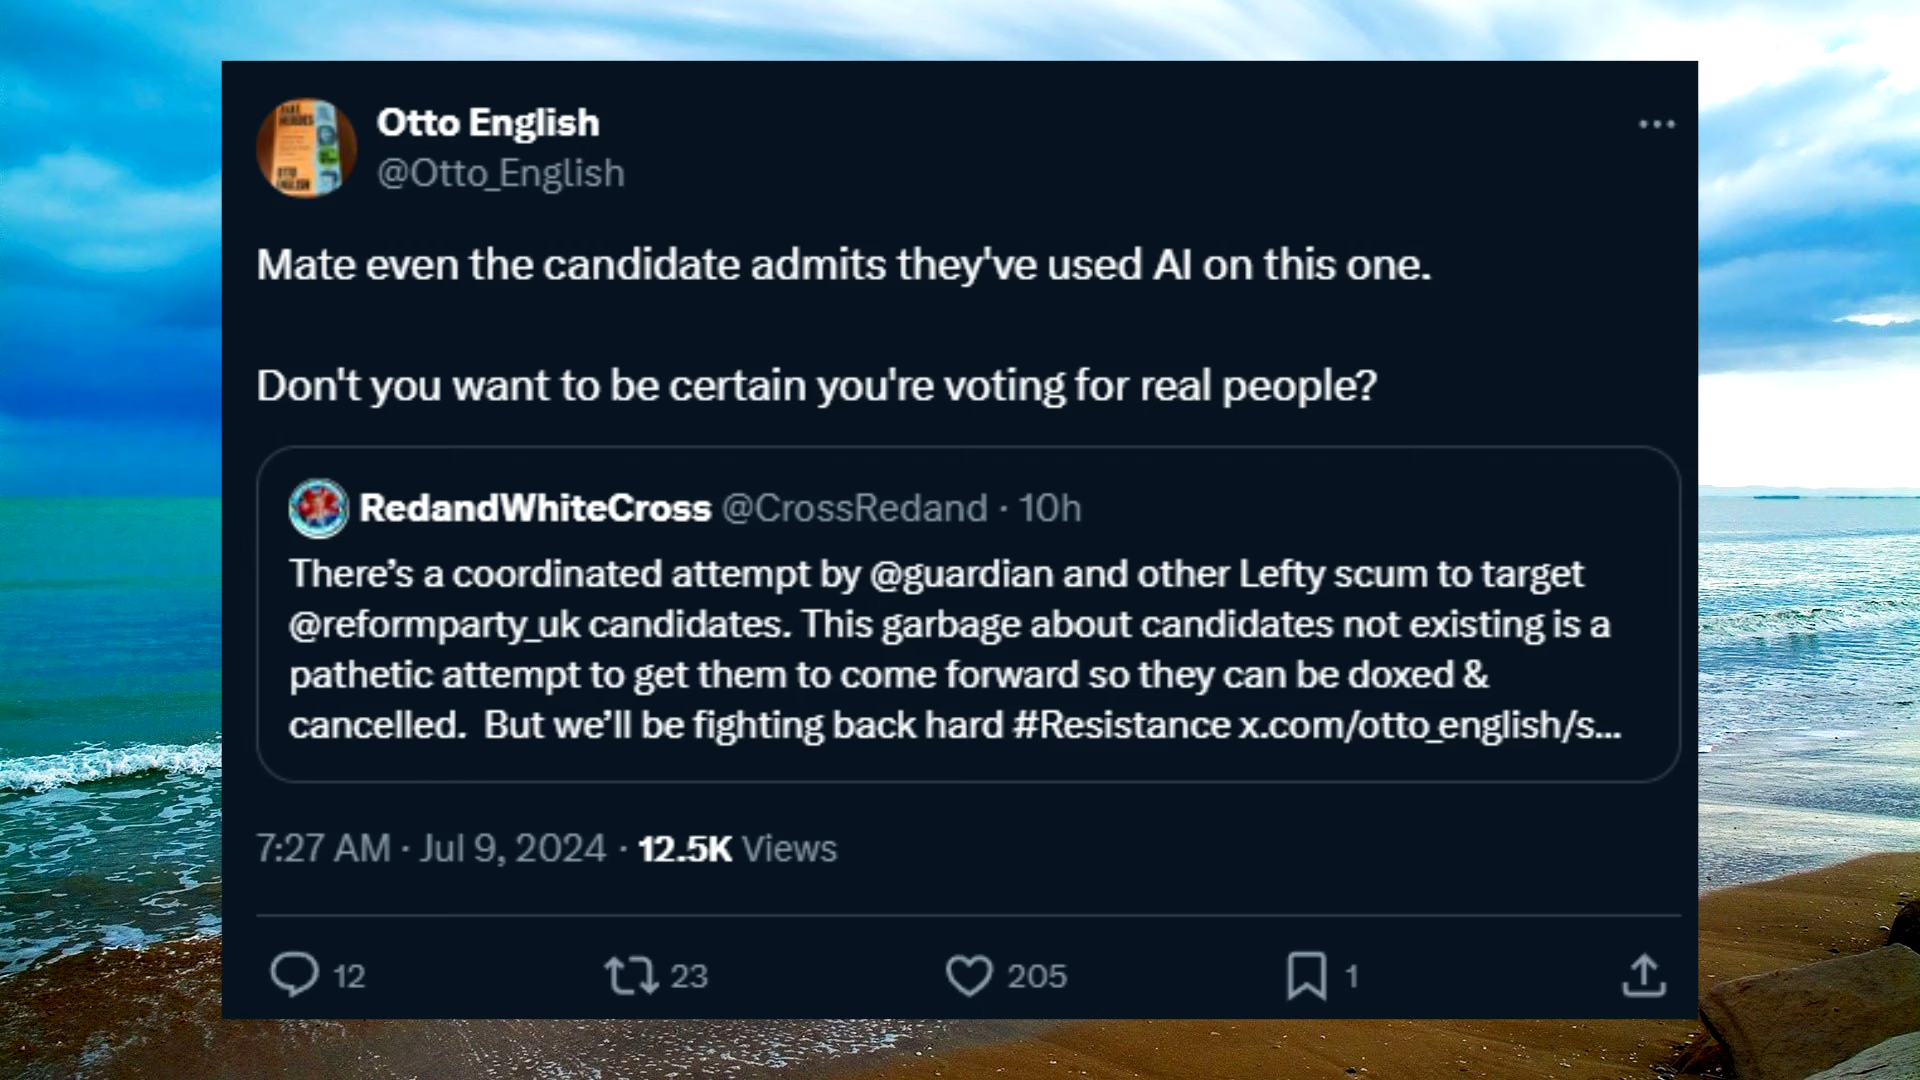 Otto English
@Otto_English
Mate even the candidate admits they've used AI on this one.
Don't you want to be certain you're voting for real people?
RedandWhiteCross @CrossRedand · 10h
There’s a coordinated attempt by @guardian and other Lefty scum to target
@reformparty_uk candidates. This garbage about candidates not existing is a
pathetic attempt to get them to come forward so they can be doxed &
cancelled.  But we’ll be fighting back hard #Resistance x.com/otto_english/s...
7:27 AM · Jul 9, 2024 · 12.5K Views
12 23 205 1